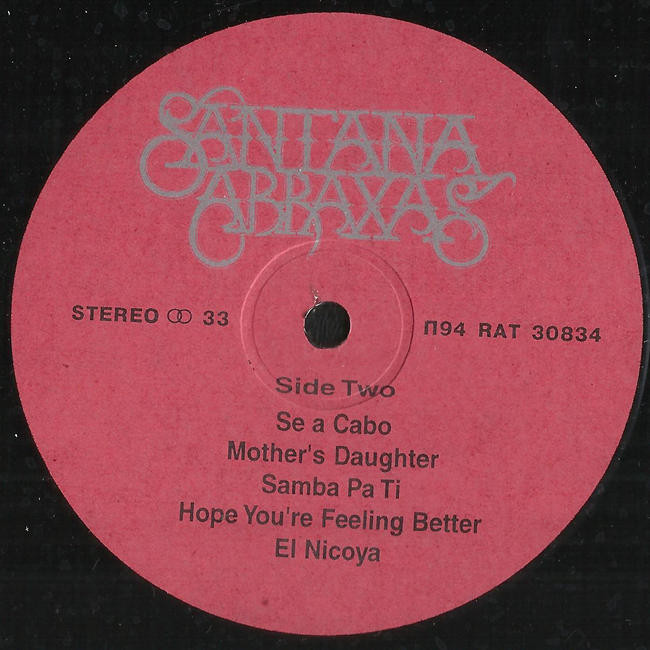 SANTANA
ABRAXAS
STEREO 33
П94 RAT 30834
Side Two
Se a Cabo
Mother's Daughter
Samba Pa Ti
Hope You're Feeling Better
El Nicoya